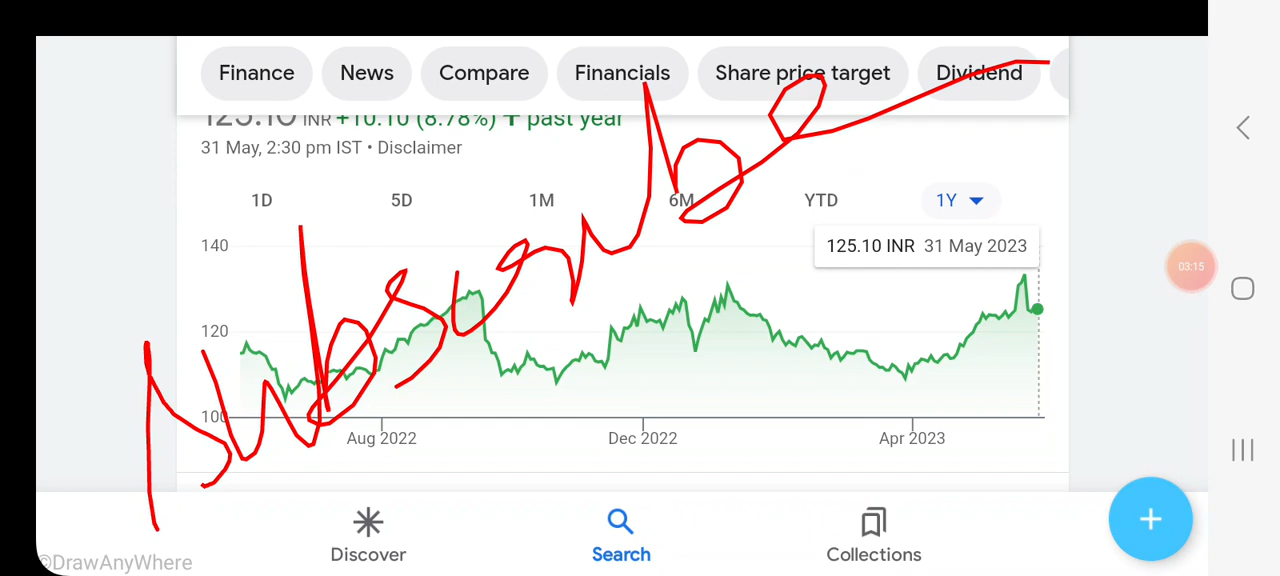 Finance News Compare Financials Share price target Dividend
125.10 INR +10.10 (8.78%) past year
31 May, 2:30 pm IST • Disclaimer
1D 5D 1M 6M YTD 1Y
125.10 INR 31 May 2023
140
120
100
Aug 2022 Dec 2022 Apr 2023
03:15
Discover Search Collections
©DrawAnyWhere